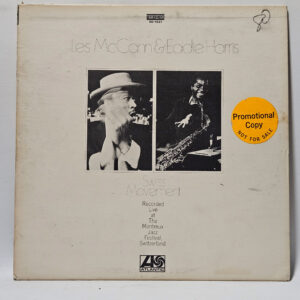 Les McCann & Eddie Harris
Promotional
Copy
NOT FOR SALE
Swiss
Movement
Recorded
Live
at
The
Montreux
Jazz
Festival,
Switzerland
ATLANTIC